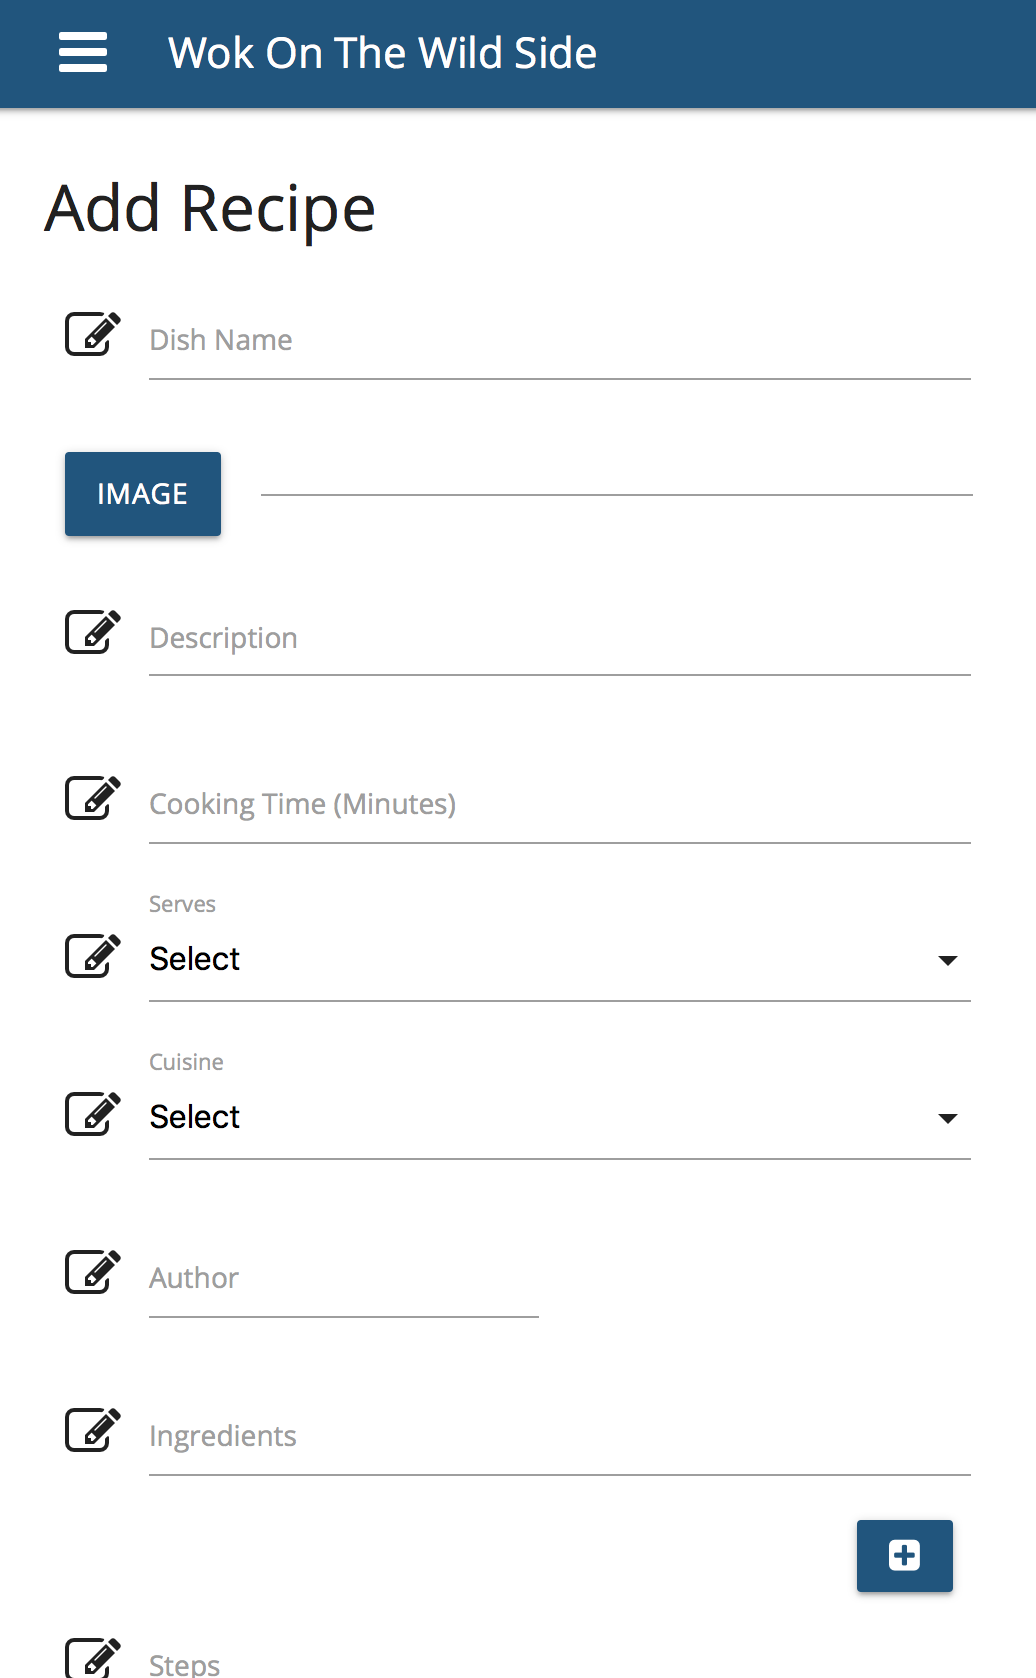 Wok On The Wild Side
Add Recipe
Dish Name
IMAGE
Description
Cooking Time (Minutes)
Serves
Select
Cuisine
Select
Author
Ingredients
Steps